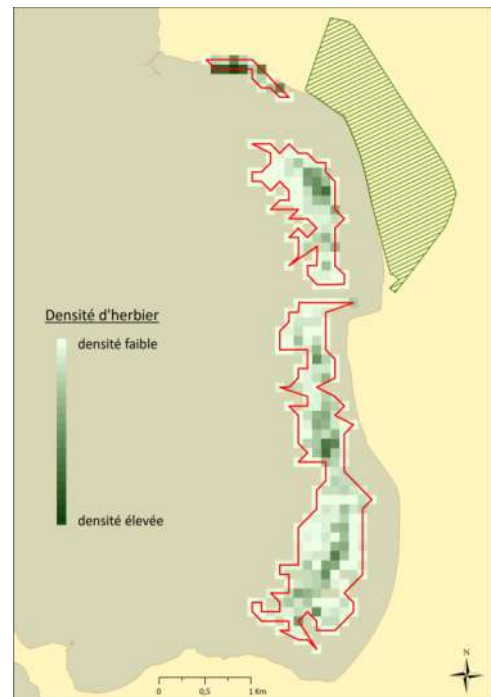 Densité d'herbier
densité faible
densité élevée
N
0 0,5 1 Km